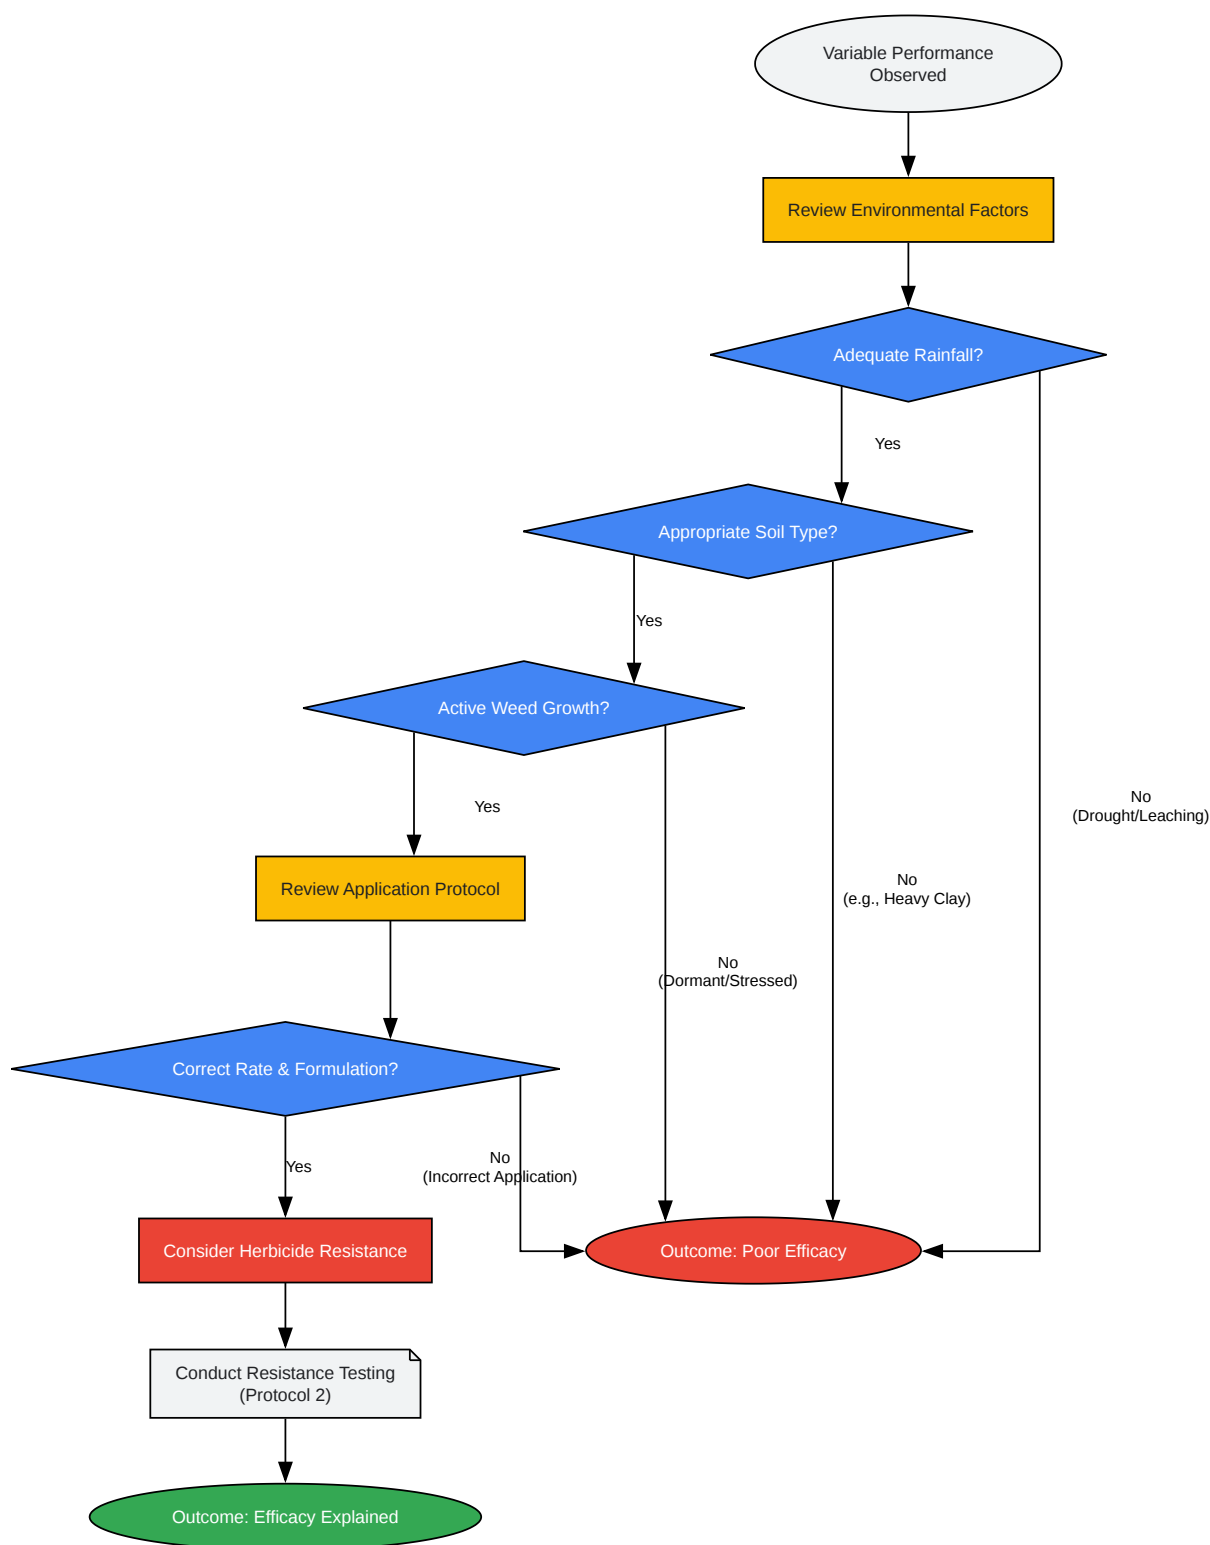 Variable Performance
Observed
Review Environmental Factors
Adequate Rainfall?
Yes
Appropriate Soil Type?
Yes
Active Weed Growth?
Yes
No
(Drought/Leaching)
Review Application Protocol
No
(e.g., Heavy Clay)
No
(Dormant/Stressed)
Correct Rate & Formulation?
Yes
No
(Incorrect Application)
Consider Herbicide Resistance
Outcome: Poor Efficacy
Conduct Resistance Testing
(Protocol 2)
Outcome: Efficacy Explained